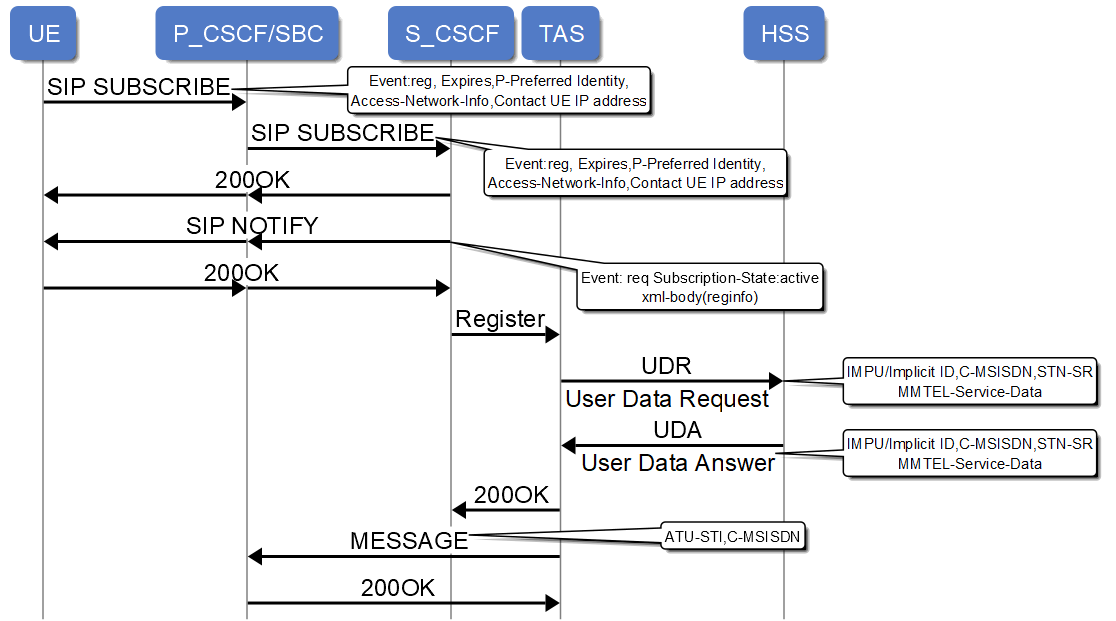 UE
P_CSCF/SBC
S_CSCF
TAS
HSS
SIP SUBSCRIBE
Event:reg, Expires,P-Preferred Identity,
Access-Network-Info,Contact UE IP address
SIP SUBSCRIBE
Event:reg, Expires,P-Preferred Identity,
Access-Network-Info,Contact UE IP address
200OK
SIP NOTIFY
Event: req Subscription-State:active
xml-body(reginfo)
200OK
Register
UDR
User Data Request
IMPU/Implicit ID,C-MSISDN,STN-SR
MMTEL-Service-Data
UDA
User Data Answer
IMPU/Implicit ID,C-MSISDN,STN-SR
MMTEL-Service-Data
200OK
MESSAGE
ATU-STI,C-MSISDN
200OK